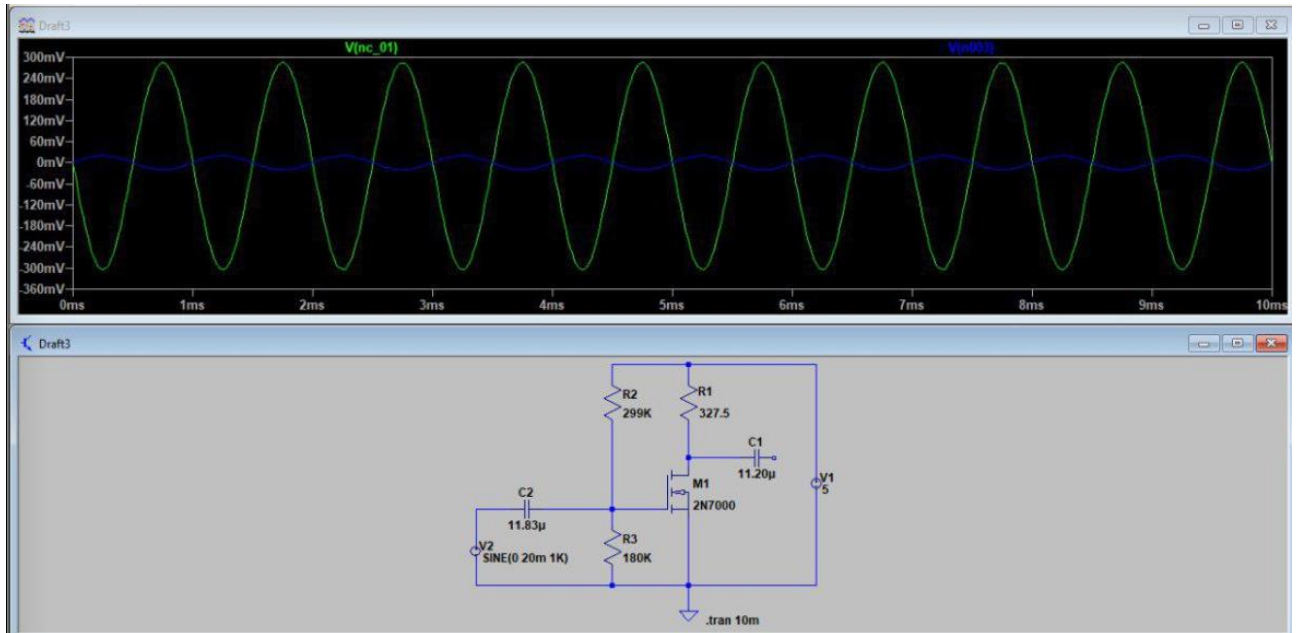 Draft3
V(nc_01) V(n003)
300mV
240mV
180mV
120mV
60mV
0mV
-60mV
-120mV
-180mV
-240mV
-300mV
-360mV
0ms 1ms 2ms 3ms 4ms 5ms 6ms 7ms 8ms 9ms 10ms
Draft3
R2
299K
R1
327.5
C1
11.20µ
V1
5
M1
2N7000
C2
11.83µ
R3
180K
V2
SINE(0 20m 1K)
.tran 10m